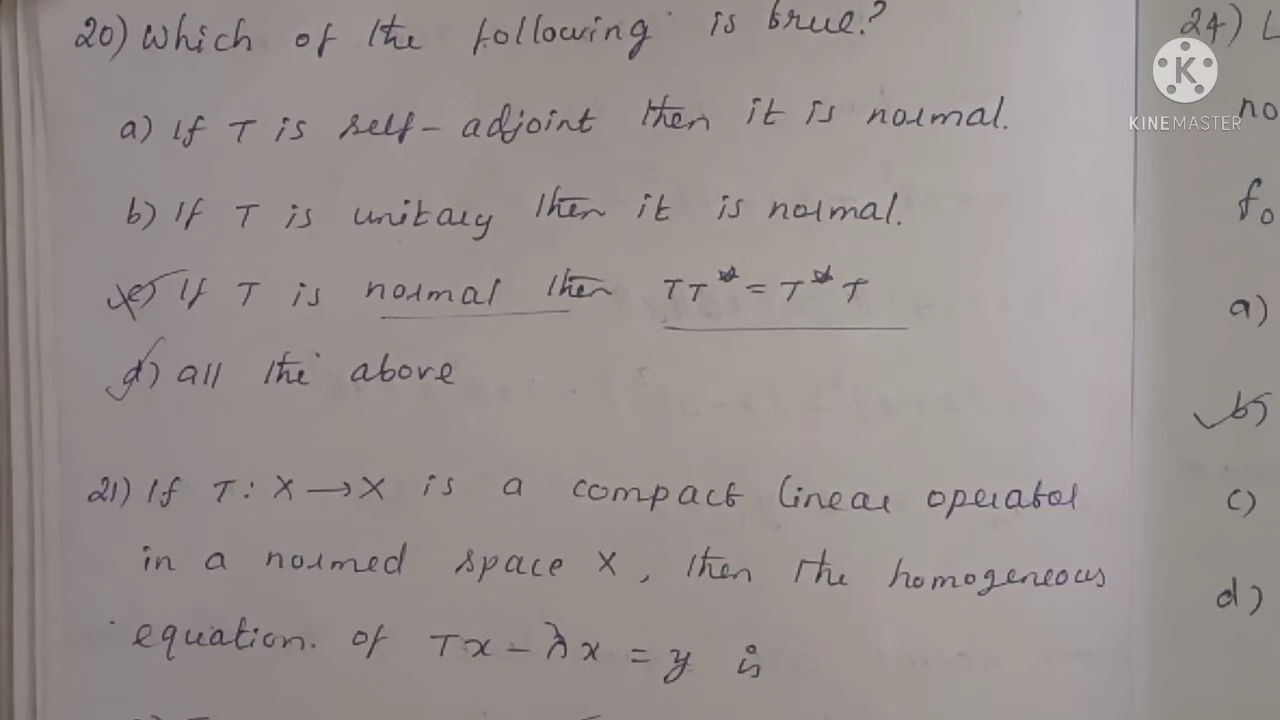 20) Which of the following is true?
a) If T is self-adjoint then it is normal.
b) If T is unitary then it is normal.
c) If T is normal then TT* = T*T
d) all the above
21) If T: X → X is a compact linear operator
in a normed space X, then the homogeneous
equation. of Tx - λx = y is
24) L
KINEMASTER
no
fo
a)
b)
c)
d)